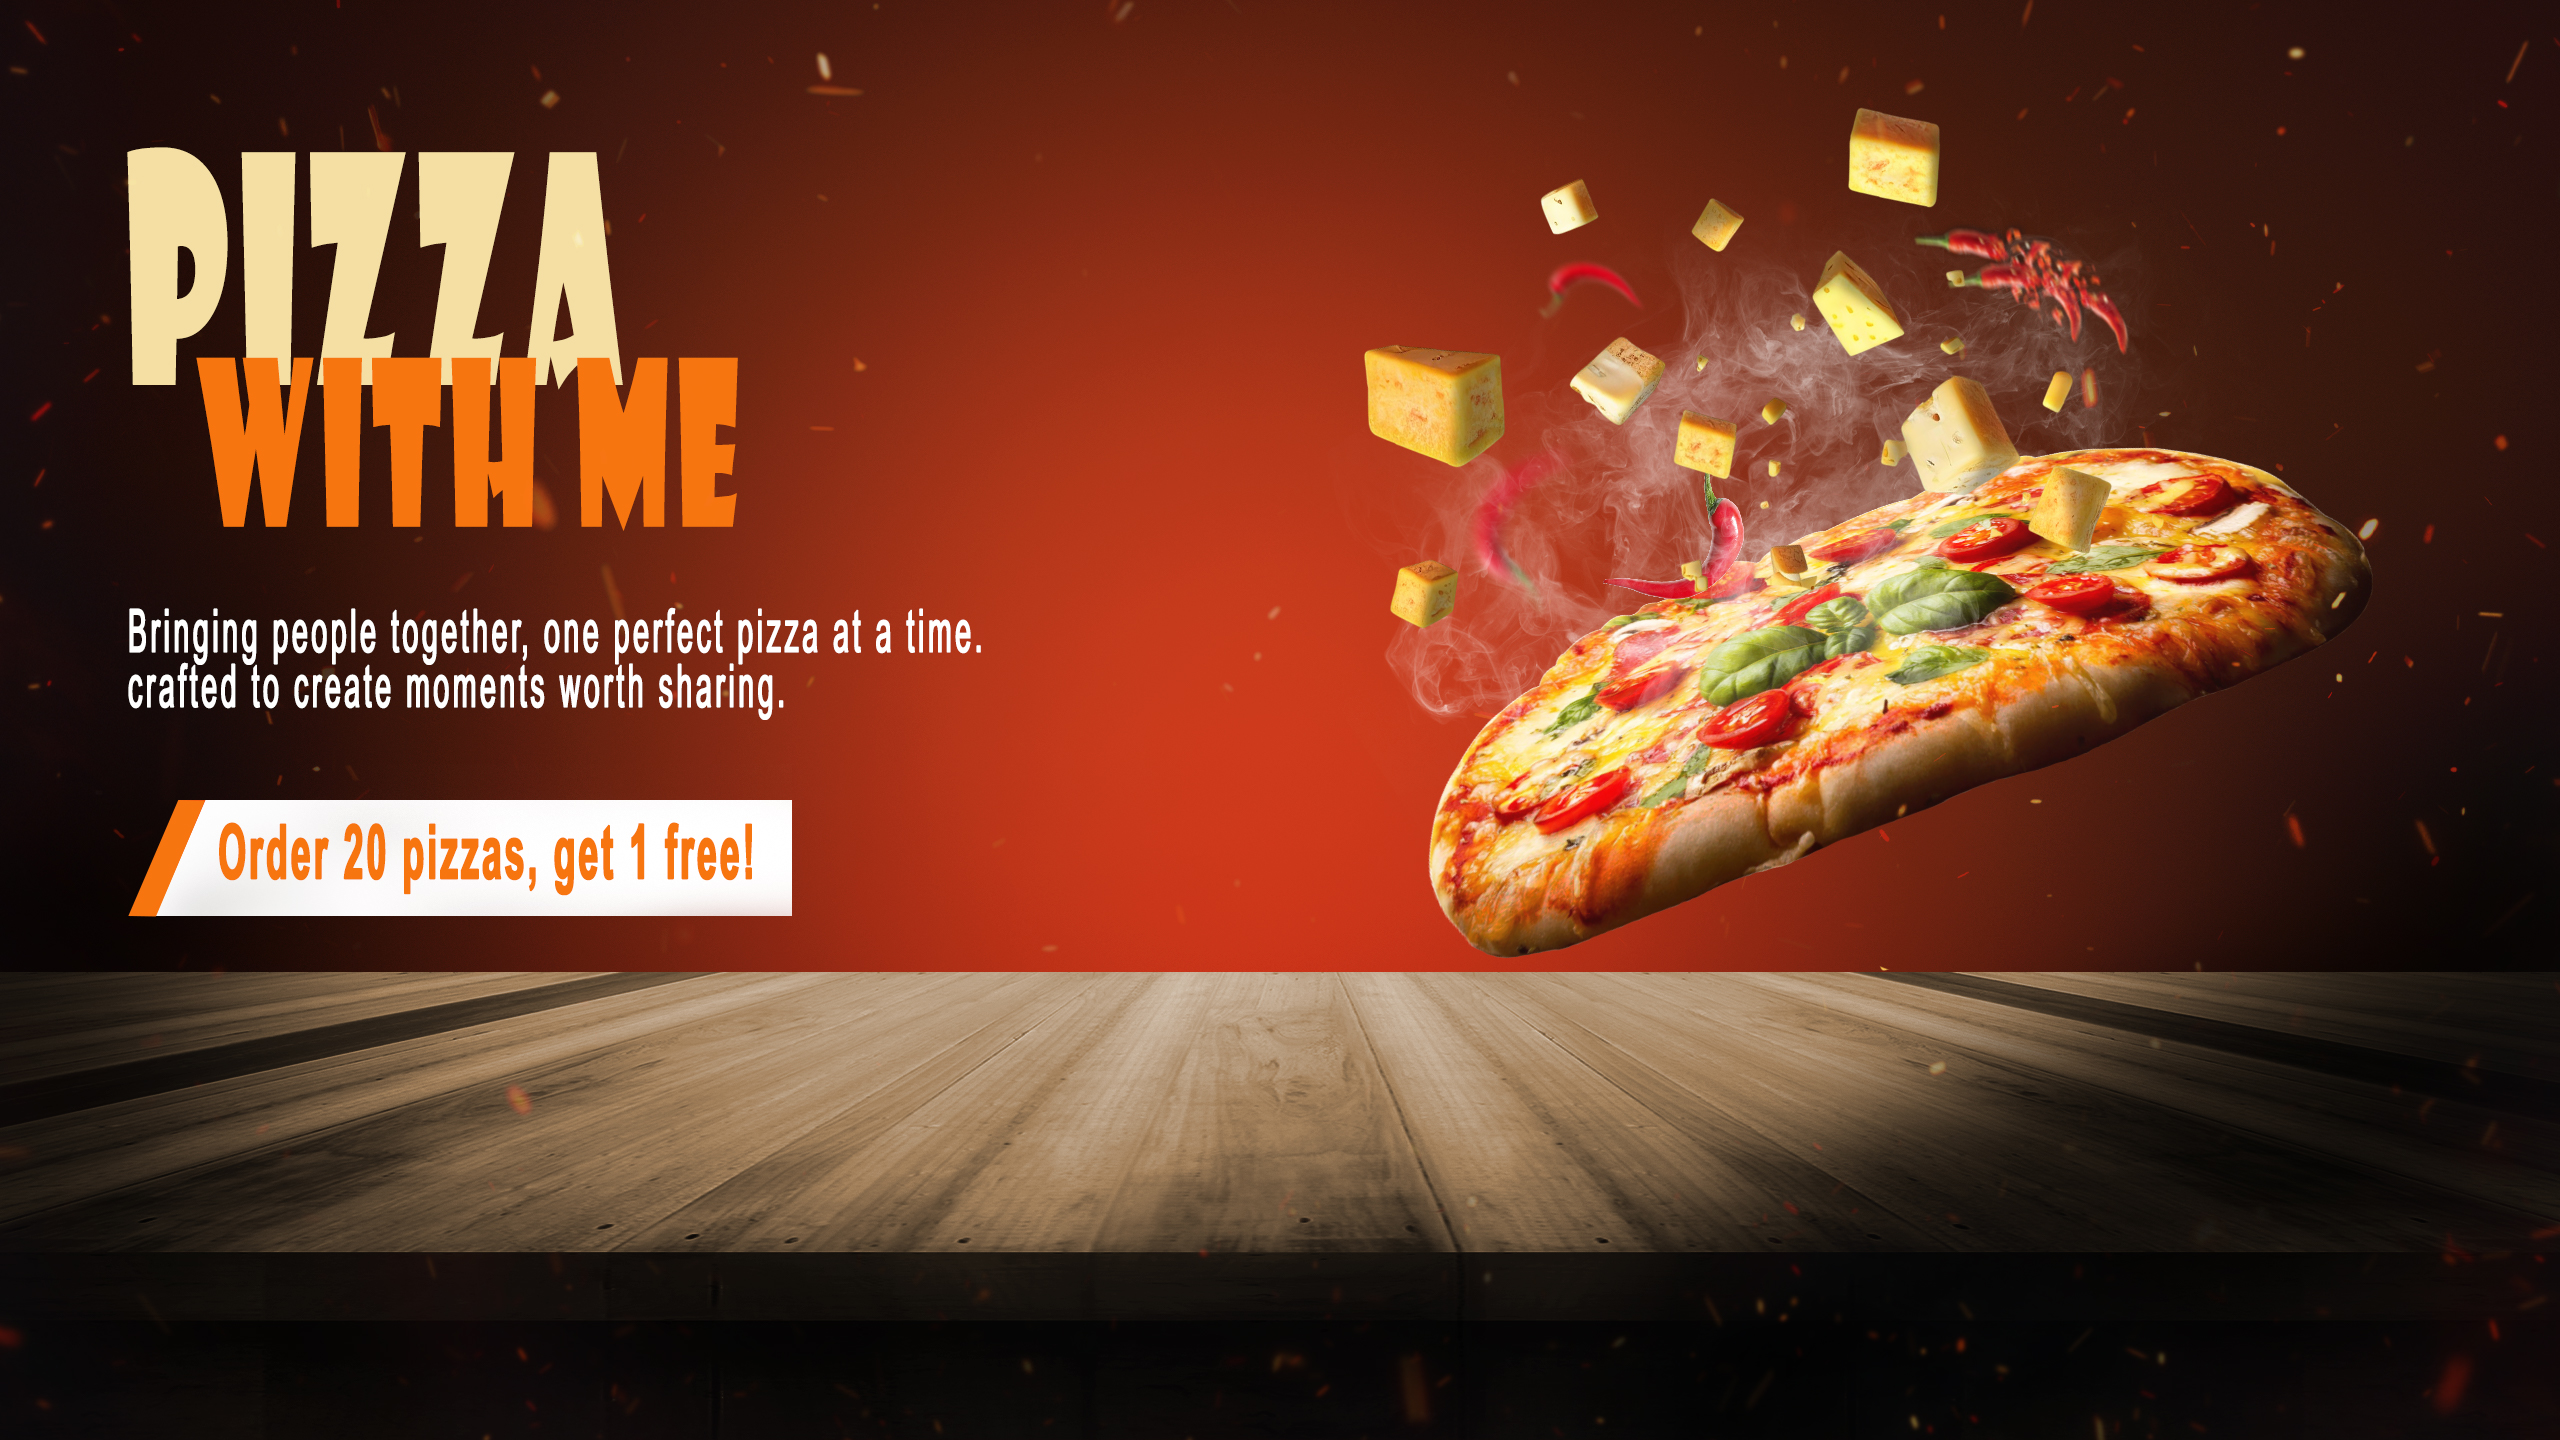 PIZZA
WITH ME
Bringing people together, one perfect pizza at a time.
crafted to create moments worth sharing.
Order 20 pizzas, get 1 free!